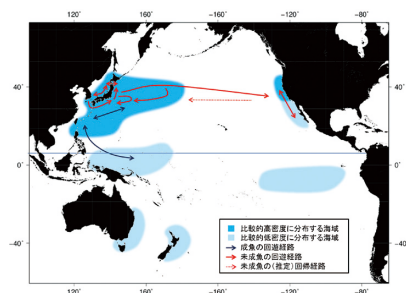 120° 160° -160° -120° -80°
40° 40°
0° 0°
-40° -40°
比較的高密度に分布する海域
比較的低密度に分布する海域
成魚の回遊経路
未成魚の回遊経路
未成魚の(推定)回帰経路
120° 160° -160° -120° -80°